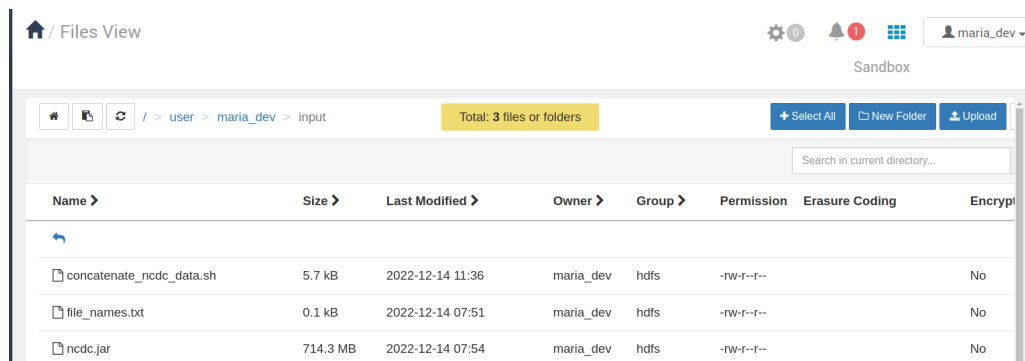 / Files View
0
1
maria_dev
Sandbox
/ > user > maria_dev > input
Total: 3 files or folders
Select All
New Folder
Upload
Search in current directory...
Name Size Last Modified Owner Group Permission Erasure Coding Encrypt
concatenate_ncdc_data.sh 5.7 kB 2022-12-14 11:36 maria_dev hdfs -rw-r--r-- No
file_names.txt 0.1 kB 2022-12-14 07:51 maria_dev hdfs -rw-r--r-- No
ncdc.jar 714.3 MB 2022-12-14 07:54 maria_dev hdfs -rw-r--r-- No